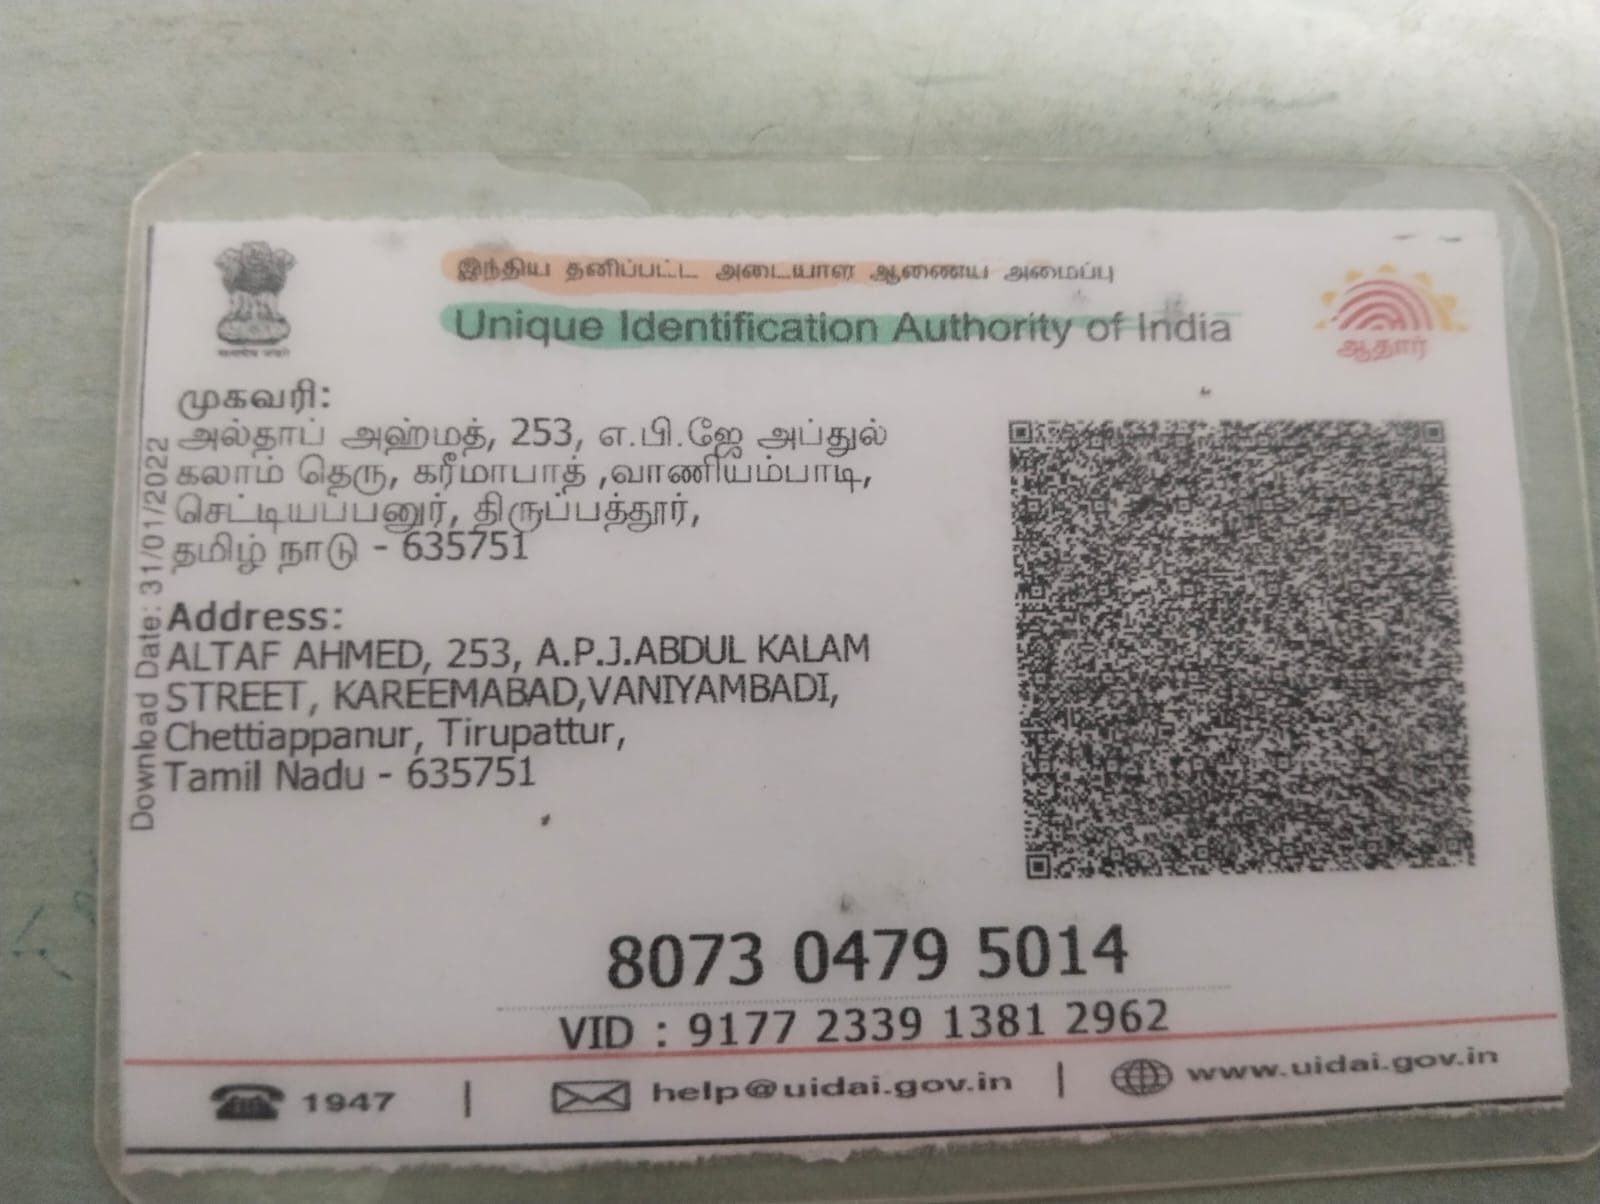 இந்திய தனிப்பட்ட அடையாள ஆணைய அமைப்பு
Unique Identification Authority of India
ஆதார்
முகவரி:
அல்தாப் அஹ்மத், 253, எ.பி.ஜே அப்துல்
கலாம் தெரு, கரீமாபாத் ,வாணியம்பாடி,
செட்டியப்பனுர், திருப்பத்தூர்,
தமிழ் நாடு - 635751
Address:
ALTAF AHMED, 253, A.P.J.ABDUL KALAM
STREET, KAREEMABAD,VANIYAMBADI,
Chettiappanur, Tirupattur,
Tamil Nadu - 635751
Download Date: 31/01/2022
8073 0479 5014
VID : 9177 2339 1381 2962
1947 | help@uidai.gov.in | www.uidai.gov.in